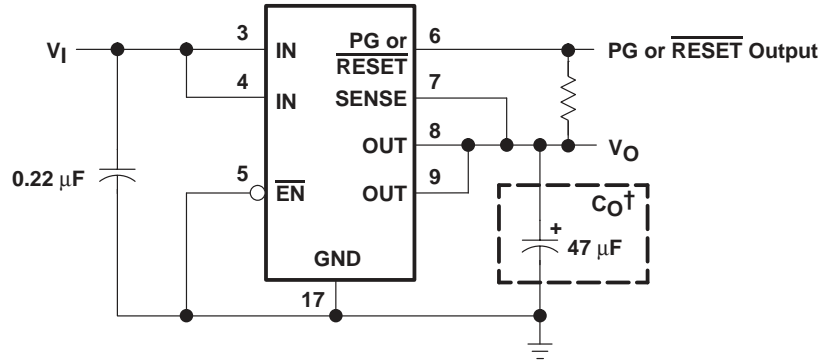 3
6
V_I
IN
PG or
RESET
PG or RESET Output
4
IN
7
SENSE
8
OUT
V_O
5
EN
9
OUT
0.22 μF
C_O†
+
47 μF
GND
17